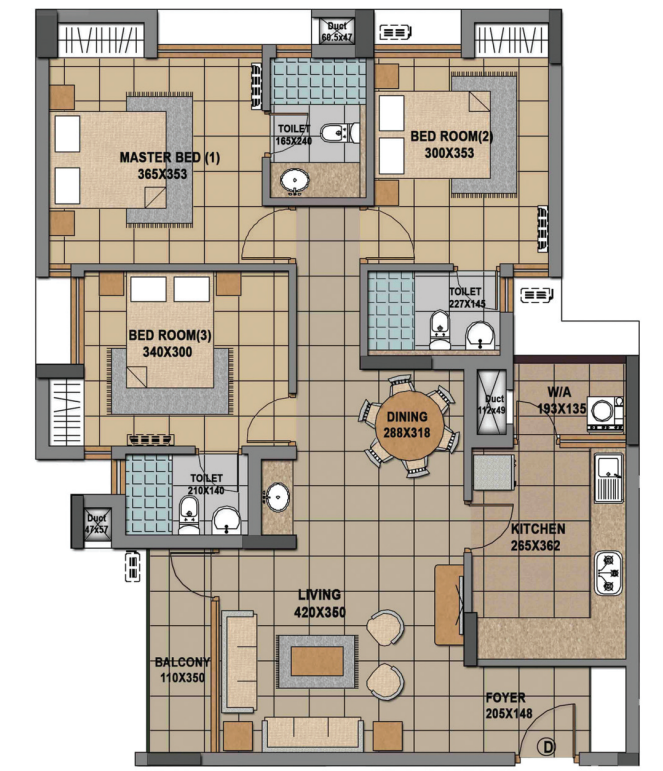 Duct
60.5x47
TOILET
165X240
MASTER BED (1)
365X353
BED ROOM(2)
300X353
TOILET
227X145
BED ROOM(3)
340X300
DINING
288X318
Duct
112x49
W/A
193X135
TOILET
210X140
Duct
47x57
KITCHEN
265X362
LIVING
420X350
BALCONY
110X350
FOYER
205X148
D